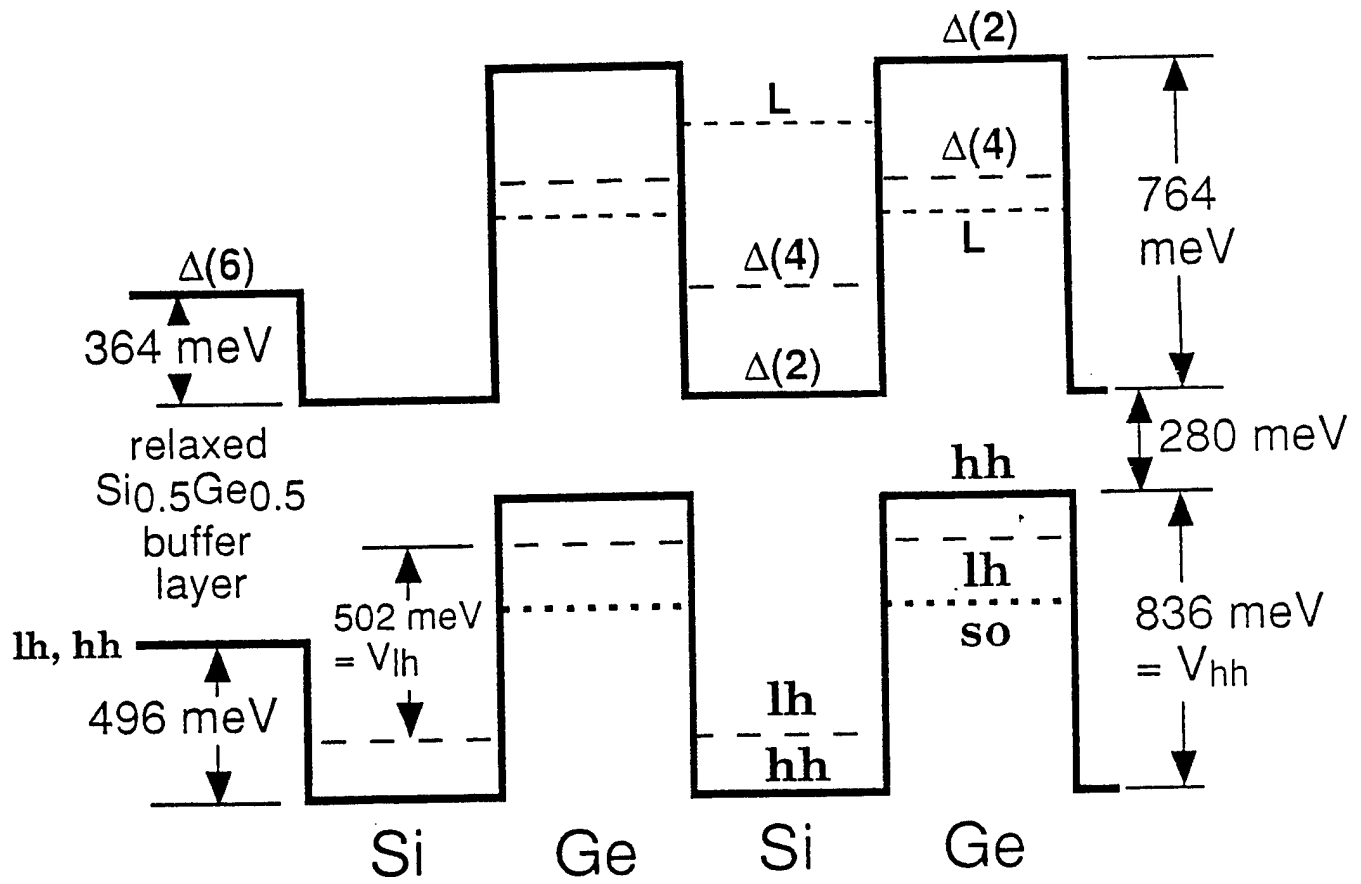 Δ(2)
L
Δ(4)
764
meV
L
Δ(6)
Δ(4)
364 meV
Δ(2)
280 meV
relaxed
Si0.5Ge0.5
buffer
layer
hh
lh
502 meV
= Vlh
so
836 meV
= Vhh
lh, hh
496 meV
lh
hh
Si
Ge
Si
Ge